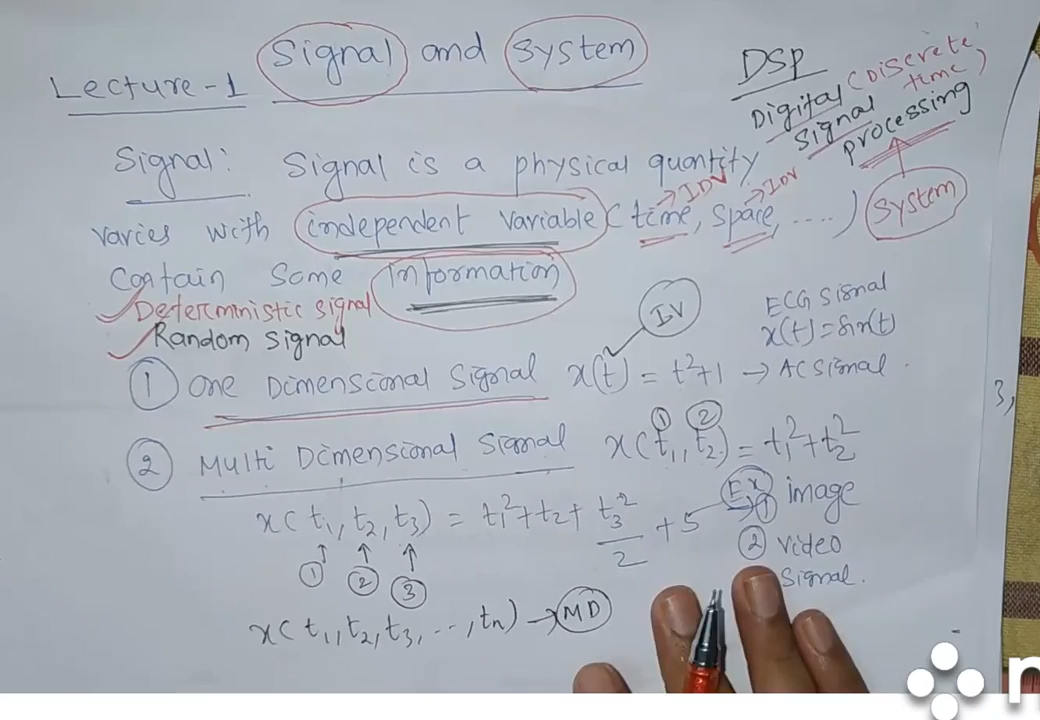 Signal and System
Lecture-1
DSP
Digital (Discrete time)
Signal
Processing
System
Signal: Signal is a physical quantity
varies with independent variable (time, space, ....)
→IDV →IDV
Contain Some information
Deterministic Signal
Random Signal
IV
ECG Signal
x(t)=Sin(t)
① One Dimensional Signal x(t) = t²+1 → AC Signal.
3,
① ②
② Multi Dimensional Signal x(t₁, t₂) = t₁²+t₂²
x(t₁, t₂, t₃) = t₁²+t₂+ t₃²/2 +5
① ② ③
Ex ① image
② Video
Signal.
x(t₁,t₂,t₃,..,tn) → MD
n